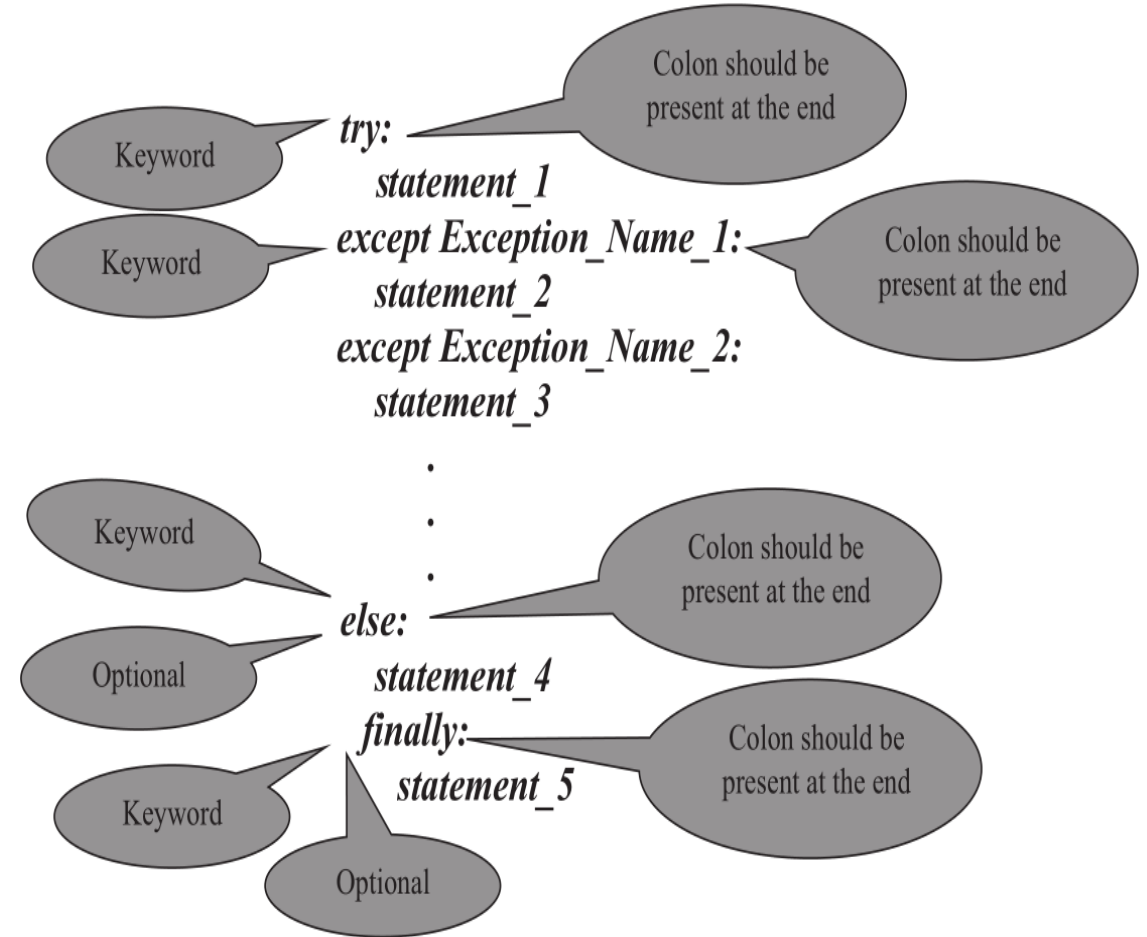 Colon should be
present at the end
Keyword
try:
statement_1
Keyword
except Exception_Name_1:
Colon should be
present at the end
statement_2
except Exception_Name_2:
statement_3
.
.
.
Keyword
Colon should be
present at the end
else:
Optional
statement_4
finally:
Colon should be
present at the end
statement_5
Keyword
Optional